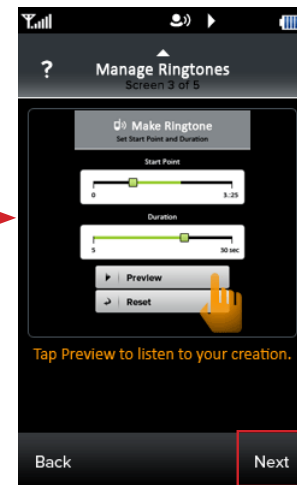 ?
Manage Ringtones
Screen 3 of 5
Make Ringtone
Set Start Point and Duration
Start Point
0 3:25
Duration
5 30 sec
Preview
Reset
Tap Preview to listen to your creation.
Back Next